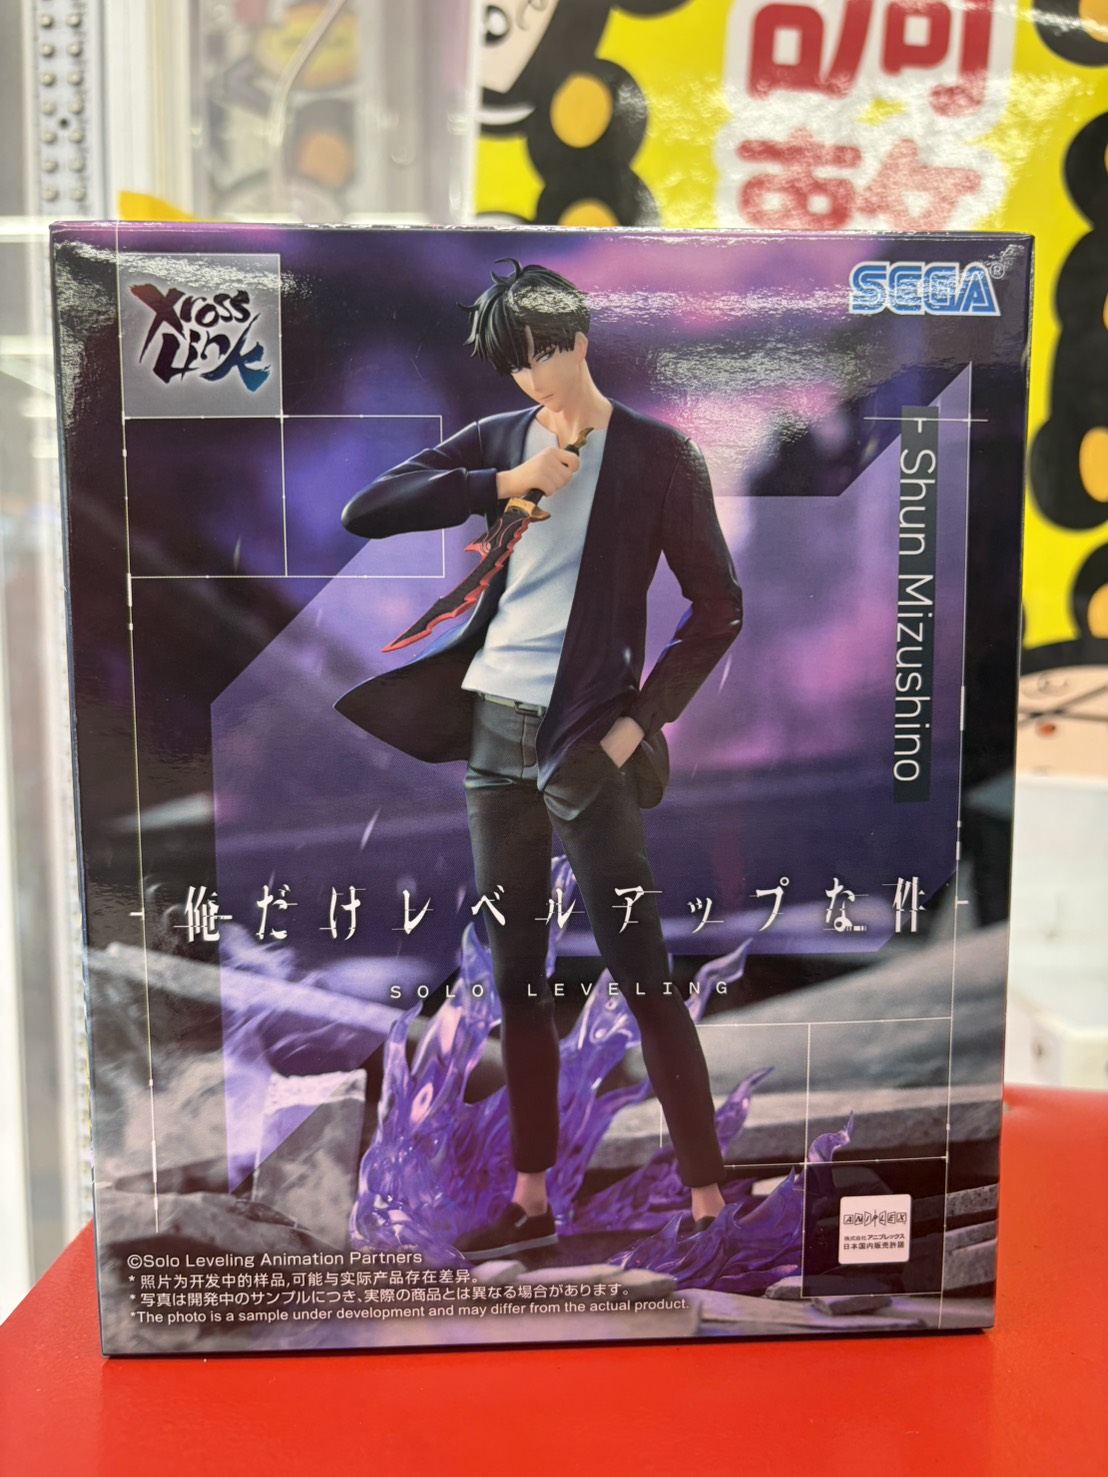 Xross
Link
SEGA®
Shun Mizushino
俺だけレベルアップな件
SOLO LEVELING
ANIPLEX
株式会社アニプレックス
日本国内販売許諾
©Solo Leveling Animation Partners
* 照片为开发中的样品,可能与实际产品存在差异。
* 写真は開発中のサンプルにつき、実際の商品とは異なる場合があります。
*The photo is a sample under development and may differ from the actual product.